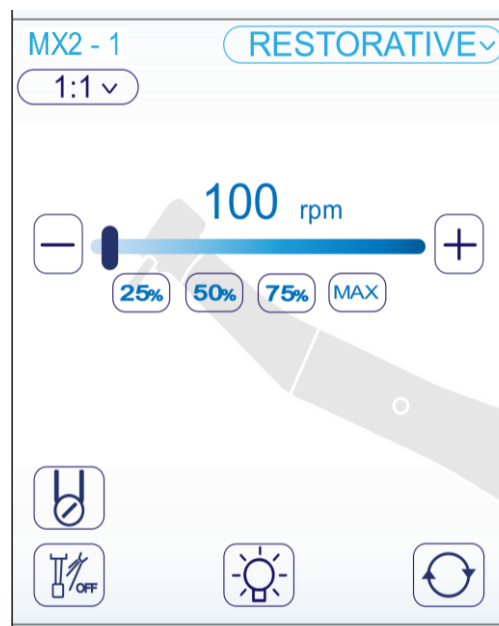 MX2 - 1 RESTORATIVE
1:1
100 rpm
25% 50% 75% MAX
OFF